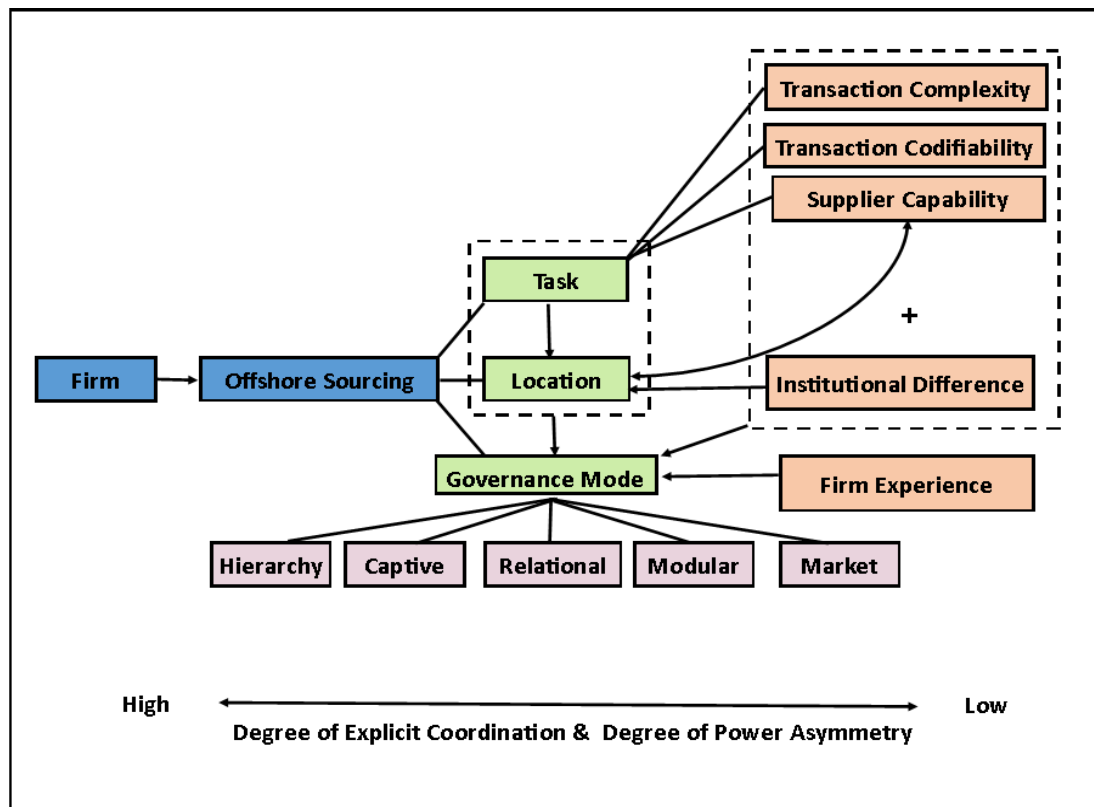 Transaction Complexity
Transaction Codifiability
Supplier Capability
Task
+
Firm
Offshore Sourcing
Location
Institutional Difference
Governance Mode
Firm Experience
Hierarchy
Captive
Relational
Modular
Market
High
Low
Degree of Explicit Coordination & Degree of Power Asymmetry